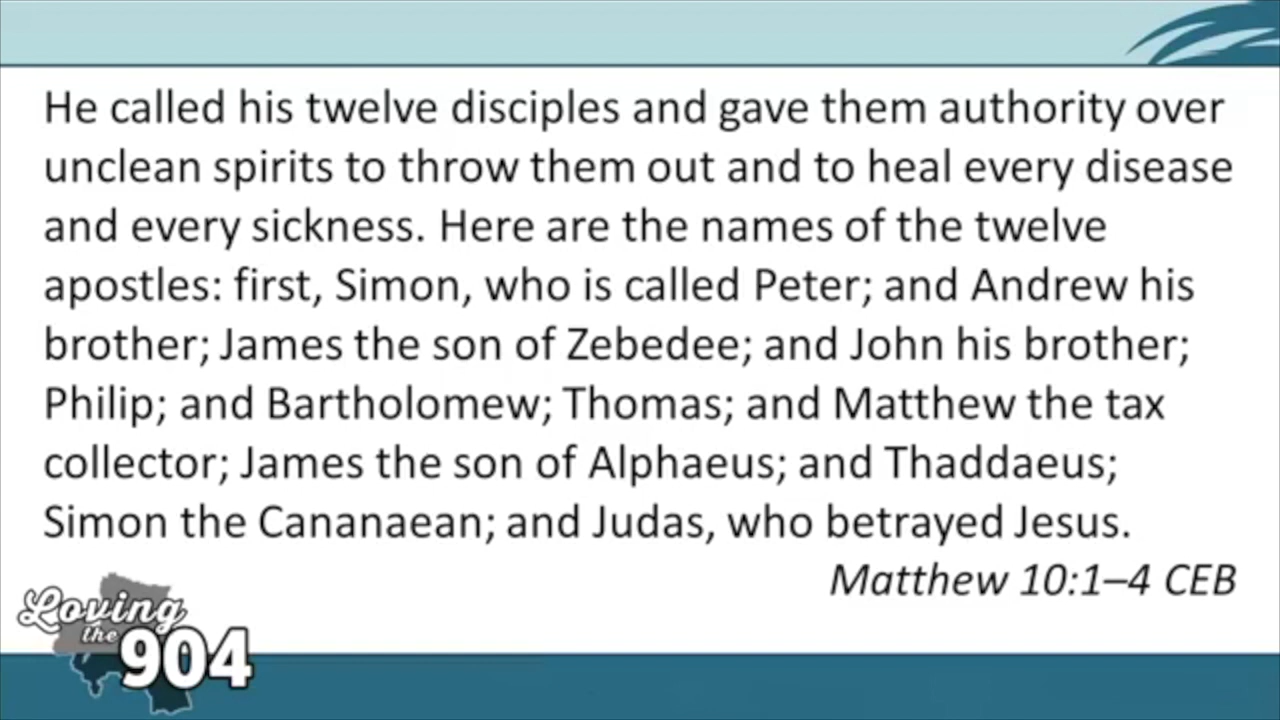 He called his twelve disciples and gave them authority over
unclean spirits to throw them out and to heal every disease
and every sickness. Here are the names of the twelve
apostles: first, Simon, who is called Peter; and Andrew his
brother; James the son of Zebedee; and John his brother;
Philip; and Bartholomew; Thomas; and Matthew the tax
collector; James the son of Alphaeus; and Thaddaeus;
Simon the Cananaean; and Judas, who betrayed Jesus.
Matthew 10:1–4 CEB
Loving
the
904